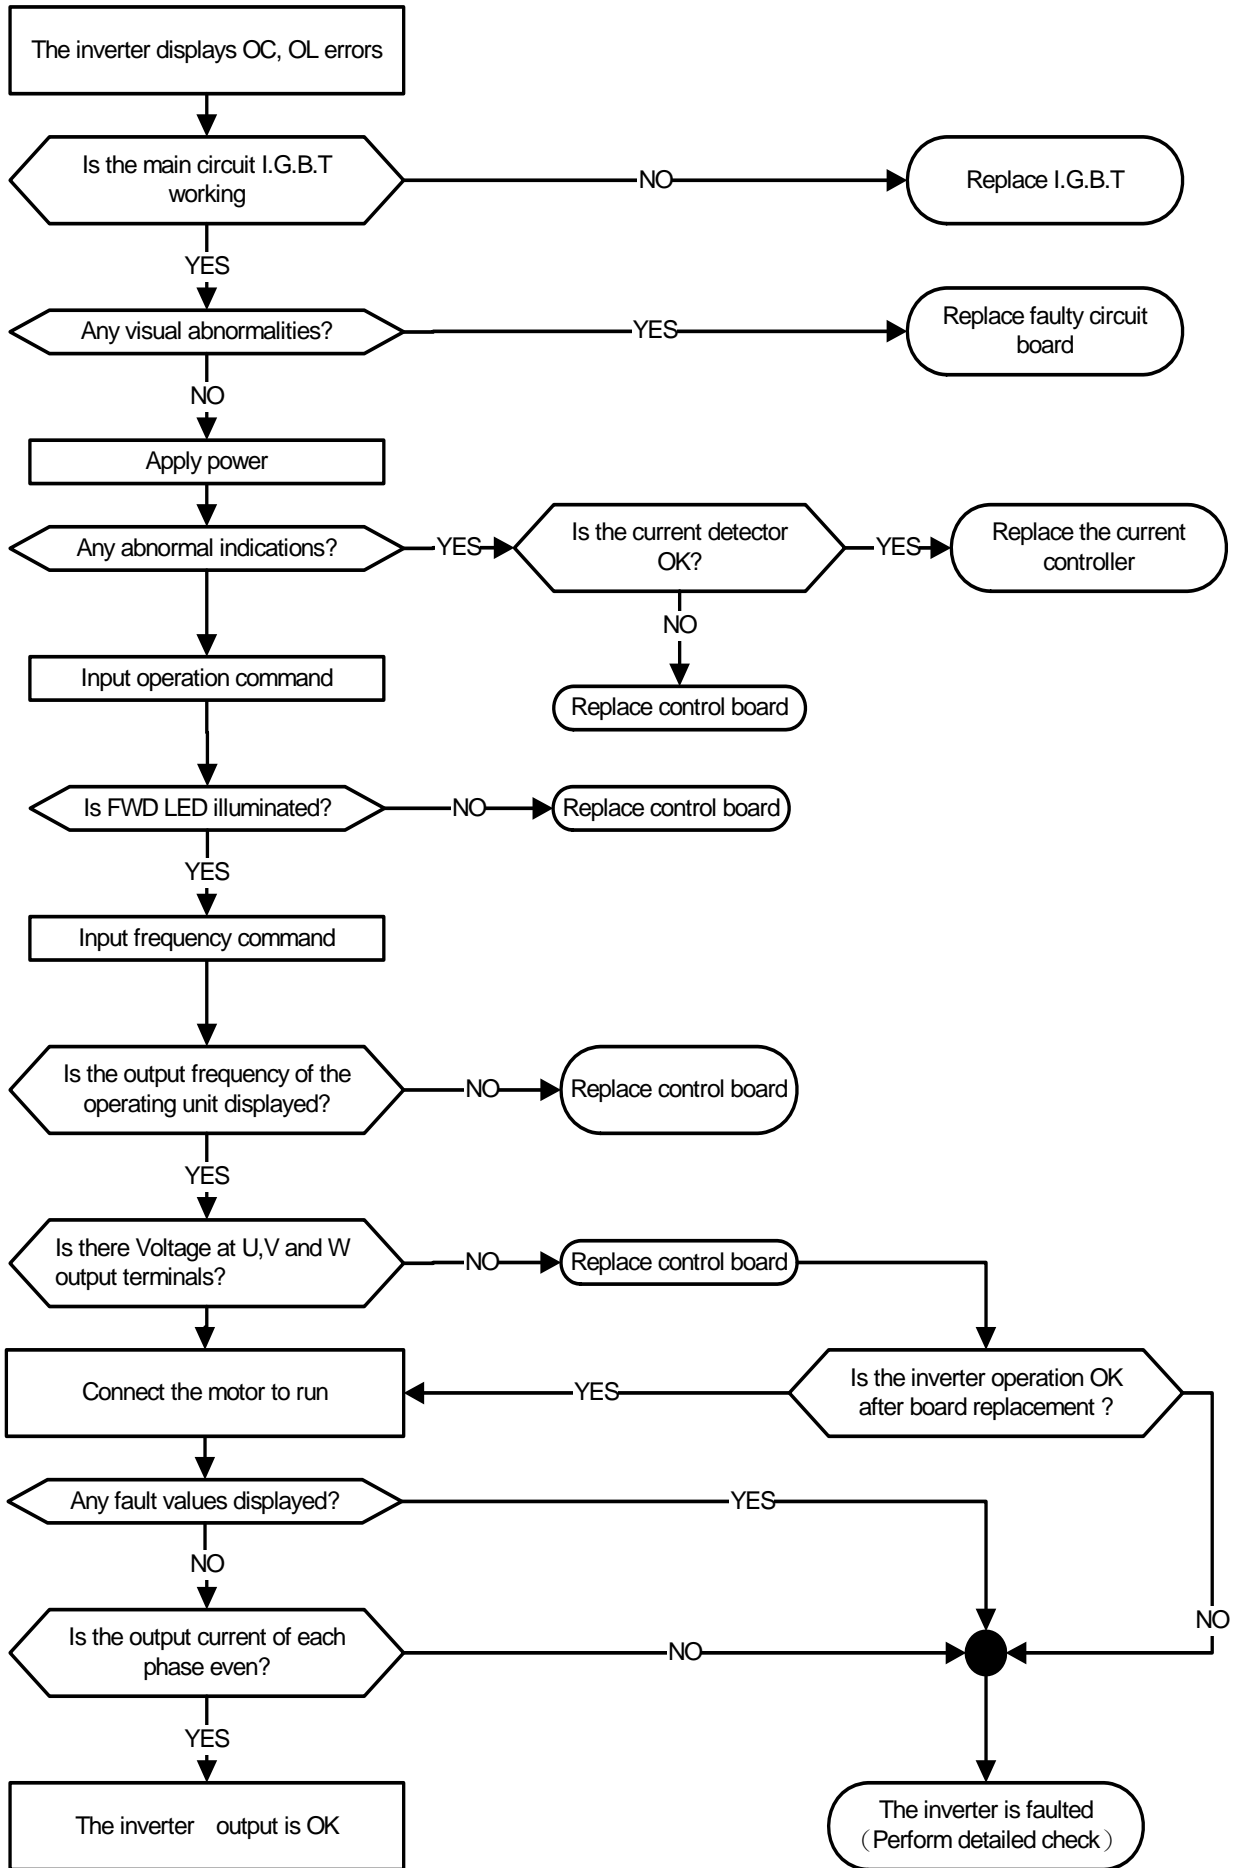 The inverter displays OC, OL errors
Is the main circuit I.G.B.T
working
NO
Replace I.G.B.T
YES
Any visual abnormalities?
YES
Replace faulty circuit
board
NO
Apply power
Any abnormal indications?
YES
Is the current detector
OK?
YES
Replace the current
controller
NO
Replace control board
Input operation command
Is FWD LED illuminated?
NO
Replace control board
YES
Input frequency command
Is the output frequency of the
operating unit displayed?
NO
Replace control board
YES
Is there Voltage at U,V and W
output terminals?
NO
Replace control board
Is the inverter operation OK
after board replacement ?
YES
Connect the motor to run
NO
Any fault values displayed?
YES
NO
Is the output current of each
phase even?
NO
YES
The inverter output is OK
The inverter is faulted
（Perform detailed check）